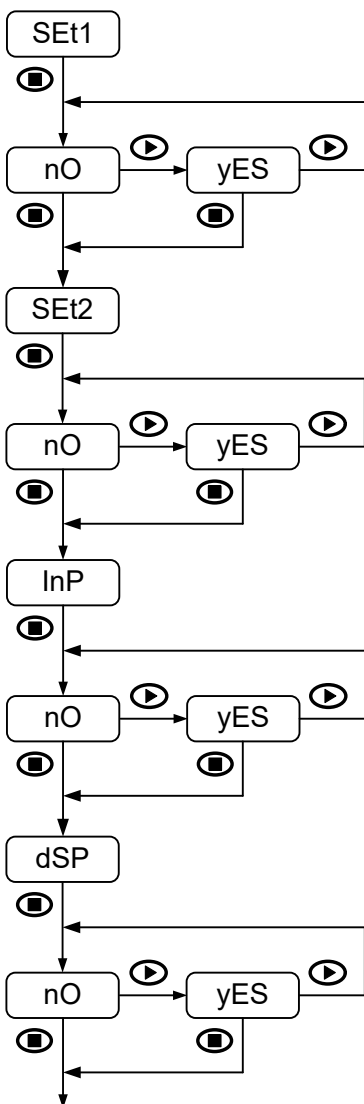 SEt1
nO yES
SEt2
nO yES
InP
nO yES
dSP
nO yES